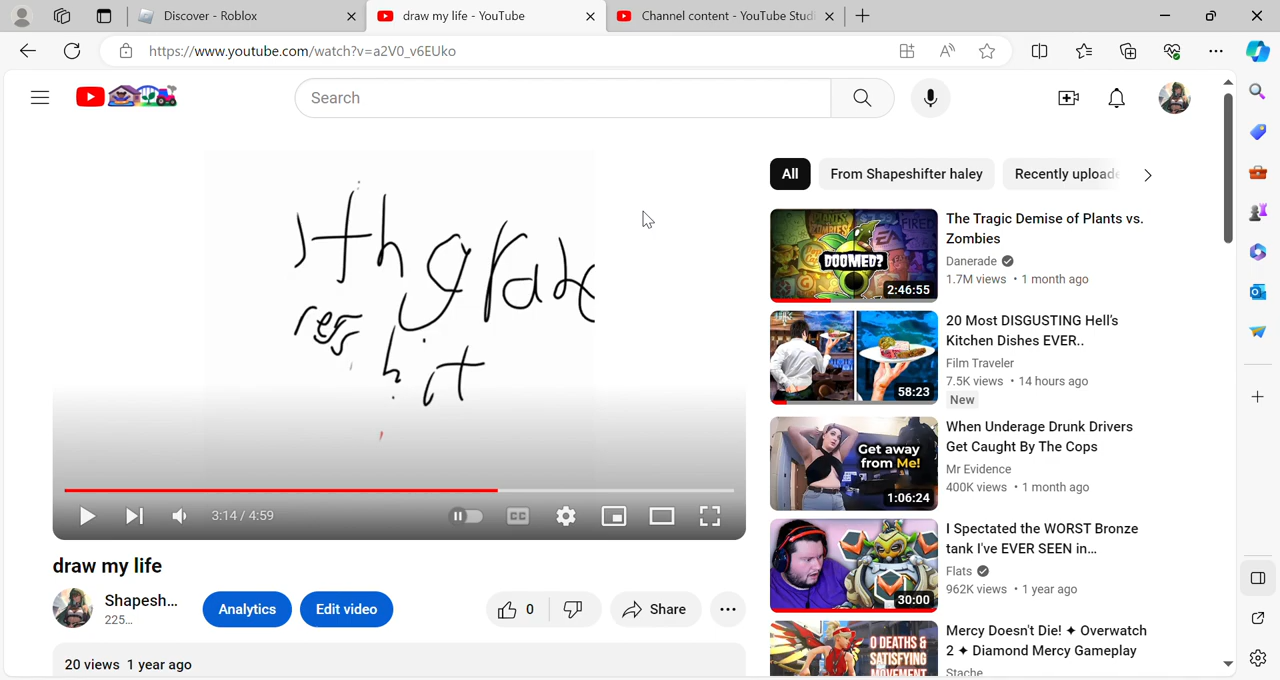 Discover - Roblox
draw my life - YouTube
Channel content - YouTube Studi
https://www.youtube.com/watch?v=a2V0_v6EUko
Search
All
From Shapeshifter haley
Recently uploade
th grade
hit
3:14 / 4:59
CC
draw my life
Shapesh...
225...
Analytics
Edit video
0
Share
20 views 1 year ago
PLANTS
ZOMBIES
FIRED
DOOMED?
2:46:55
The Tragic Demise of Plants vs.
Zombies
Danerade
1.7M views • 1 month ago
58:23
20 Most DISGUSTING Hell's
Kitchen Dishes EVER..
Film Traveler
7.5K views • 14 hours ago
New
Get away
from Me!
1:06:24
When Underage Drunk Drivers
Get Caught By The Cops
Mr Evidence
400K views • 1 month ago
30:00
I Spectated the WORST Bronze
tank I've EVER SEEN in...
Flats
962K views • 1 year ago
0 DEATHS &
SATISFYING
MOVEMENT
Mercy Doesn't Die! ✦ Overwatch
2 ✦ Diamond Mercy Gameplay
Stache